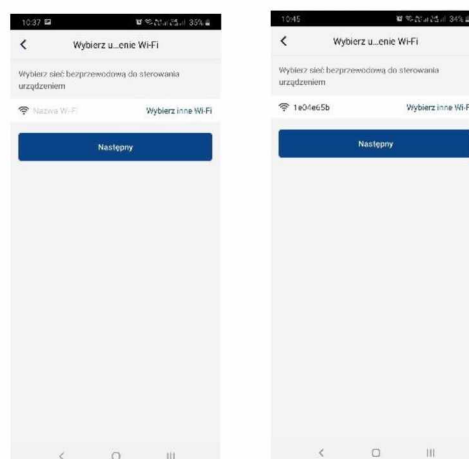 10:37
35%
Wybierz u...enie Wi-Fi
Wybierz sieć bezprzewodową do sterowania
urządzeniem
Nazwa Wi-Fi
Wybierz inne Wi-Fi
Następny
10:45
34%
Wybierz u...enie Wi-Fi
Wybierz sieć bezprzewodową do sterowania
urządzeniem
1e04e65b
Wybierz inne Wi-Fi
Następny